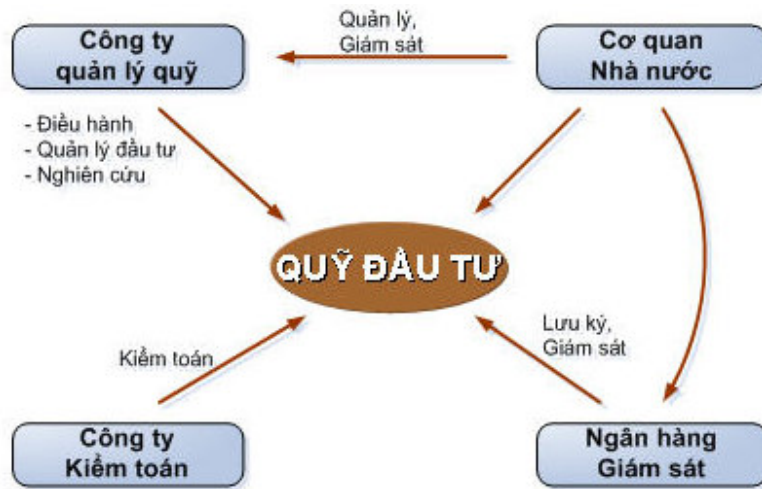 Công ty
quản lý quỹ
Quản lý,
Giám sát
Cơ quan
Nhà nước
- Điều hành
- Quản lý đầu tư
- Nghiên cứu
QUỸ ĐẦU TƯ
Lưu ký,
Giám sát
Kiểm toán
Công ty
Kiểm toán
Ngân hàng
Giám sát